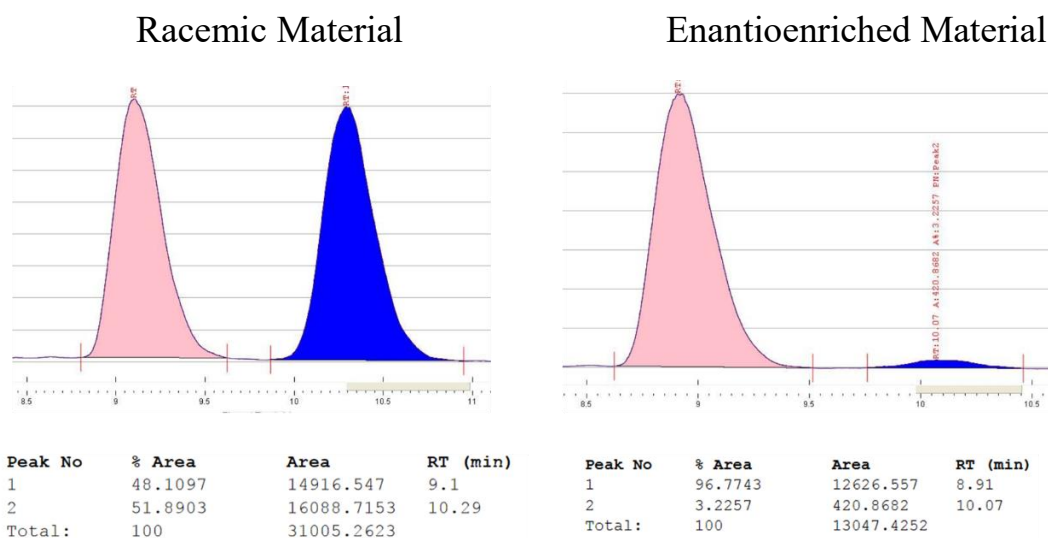 Racemic Material
Enantioenriched Material
RT
RT:1
8.5 9 9.5 10 10.5 11
RT:
RT:10.07 A:420.8682 A%:3.2257 PN:Peak2
8.5 9 9.5 10 10.5
Peak No % Area Area RT (min)
1 48.1097 14916.547 9.1
2 51.8903 16088.7153 10.29
Total: 100 31005.2623
Peak No % Area Area RT (min)
1 96.7743 12626.557 8.91
2 3.2257 420.8682 10.07
Total: 100 13047.4252